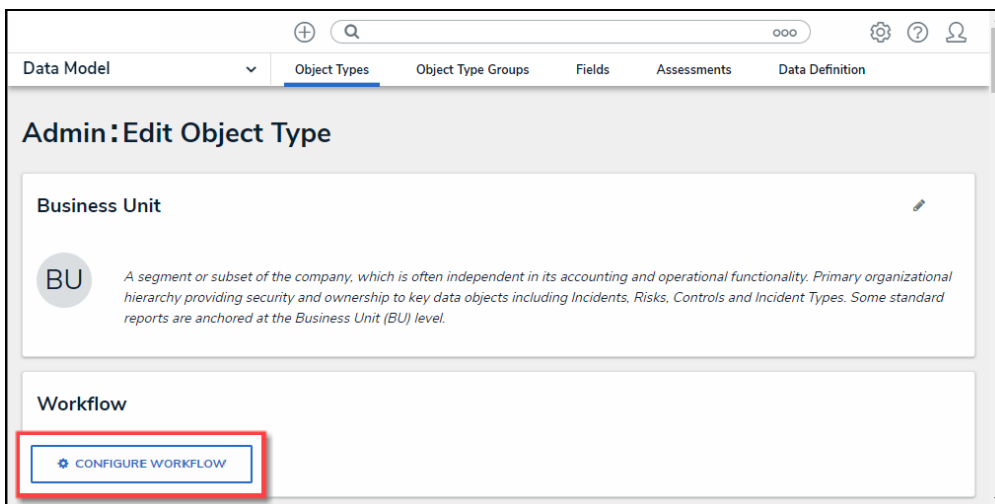 ooo
Data Model Object Types Object Type Groups Fields Assessments Data Definition
Admin:Edit Object Type
Business Unit
BU
A segment or subset of the company, which is often independent in its accounting and operational functionality. Primary organizational
hierarchy providing security and ownership to key data objects including Incidents, Risks, Controls and Incident Types. Some standard
reports are anchored at the Business Unit (BU) level.
Workflow
CONFIGURE WORKFLOW